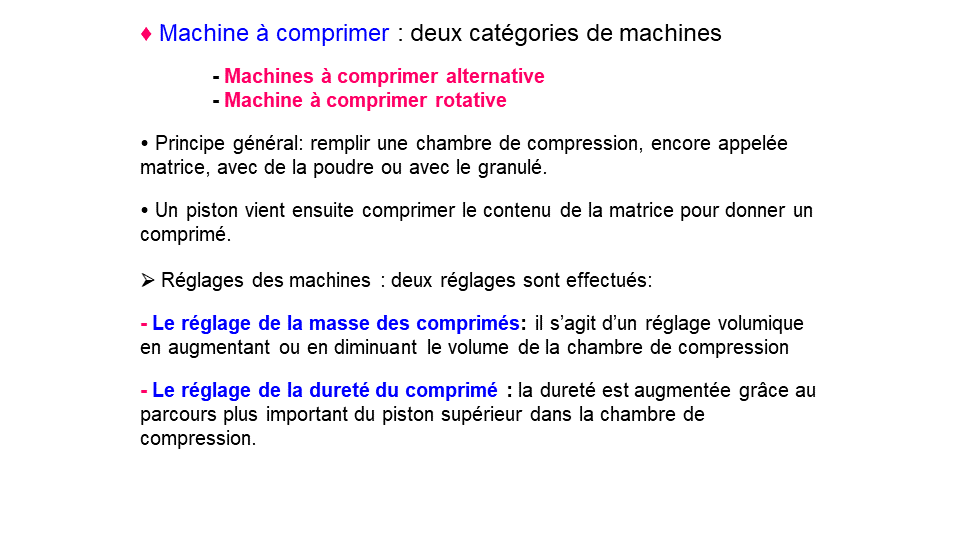 ♦ Machine à comprimer : deux catégories de machines
- Machines à comprimer alternative
- Machine à comprimer rotative
• Principe général: remplir une chambre de compression, encore appelée
matrice, avec de la poudre ou avec le granulé.
• Un piston vient ensuite comprimer le contenu de la matrice pour donner un
comprimé.
➢ Réglages des machines : deux réglages sont effectués:
- Le réglage de la masse des comprimés: il s’agit d’un réglage volumique
en augmentant ou en diminuant le volume de la chambre de compression
- Le réglage de la dureté du comprimé : la dureté est augmentée grâce au
parcours plus important du piston supérieur dans la chambre de
compression.